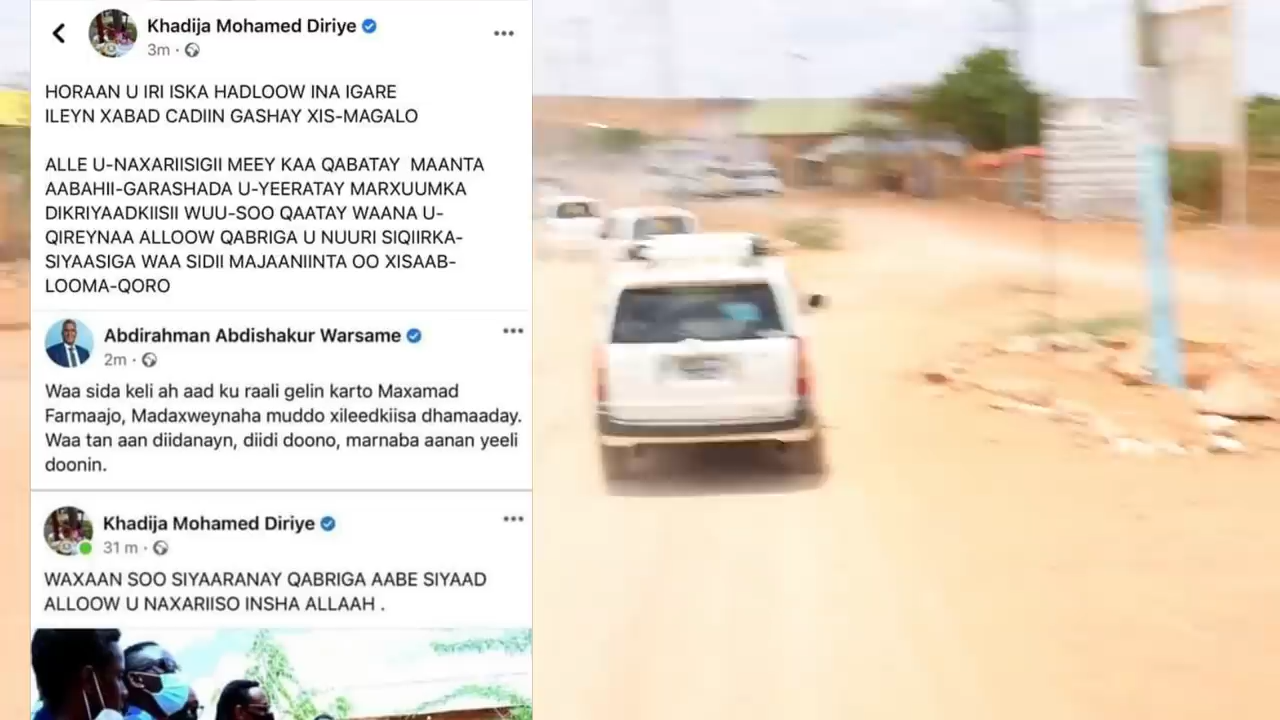 Khadija Mohamed Diriye
3m ·
HORAAN U IRI ISKA HADLOOW INA IGARE
ILEYN XABAD CADIIN GASHAY XIS-MAGALO
ALLE U-NAXARIISIGII MEEY KAA QABATAY MAANTA
AABAHII-GARASHADA U-YEERATAY MARXUUMKA
DIKRIYAADKIISII WUU-SOO QAATAY WAANA U-
QIREYNAA ALLOOW QABRIGA U NUURI SIQIIRKA-
SIYAASIGA WAA SIDII MAJAANIINTA OO XISAAB-
LOOMA-QORO
Abdirahman Abdishakur Warsame
2m ·
Waa sida keli ah aad ku raali gelin karto Maxamad
Farmaajo, Madaxweynaha muddo xileedkiisa dhamaaday.
Waa tan aan diidanayn, diidi doono, marnaba aanan yeeli
doonin.
Khadija Mohamed Diriye
31 m ·
WAXAAN SOO SIYAARANAY QABRIGA AABE SIYAAD
ALLOOW U NAXARIISO INSHA ALLAAH .